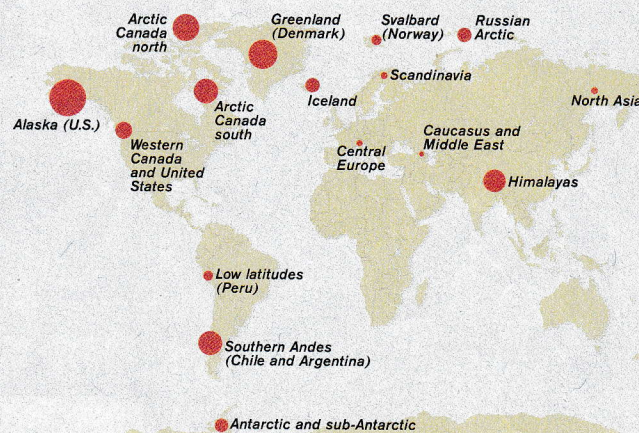 Arctic
Canada
north
Greenland
(Denmark)
Svalbard
(Norway)
Russian
Arctic
Scandinavia
Iceland
North Asia
Alaska (U.S.)
Arctic
Canada
south
Western
Canada
and United
States
Central
Europe
Caucasus and
Middle East
Himalayas
Low latitudes
(Peru)
Southern Andes
(Chile and Argentina)
Antarctic and sub-Antarctic